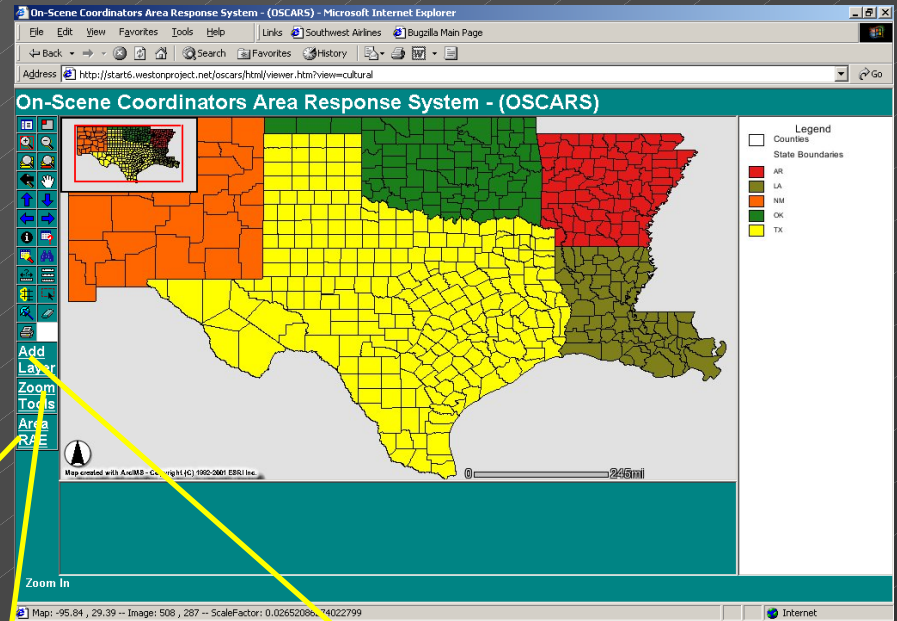 On-Scene Coordinators Area Response System - (OSCARS) - Microsoft Internet Explorer
File Edit View Favorites Tools Help Links Southwest Airlines Bugzilla Main Page
Back Search Favorites History
Address http://start6.westonproject.net/oscars/html/viewer.htm?view=cultural Go
On-Scene Coordinators Area Response System - (OSCARS)
Legend
Counties
State Boundaries
AR
LA
NM
OK
TX
Add
Layer
Zoom
Tools
Area
RAE
Map created with ArcIMS - Copyright (C) 1992-2001 ESRI Inc.
0 245mi
Zoom In
Map: -95.84 , 29.39 -- Image: 508 , 287 -- ScaleFactor: Internet